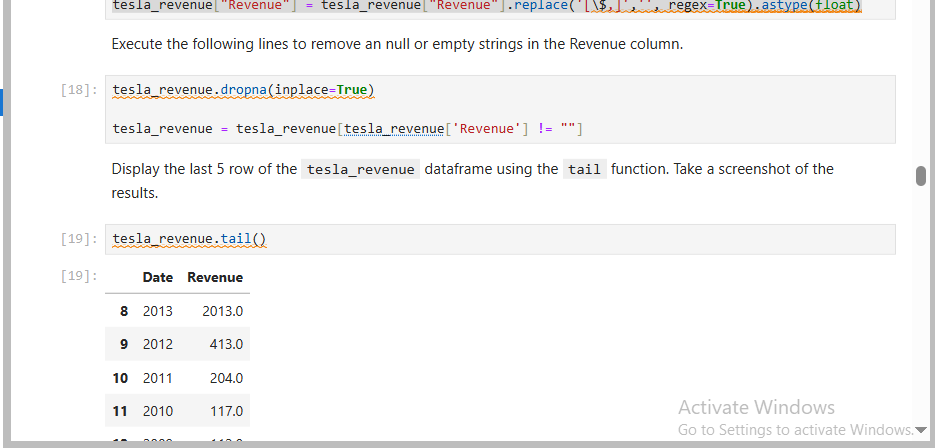 tesla_revenue["Revenue"] = tesla_revenue["Revenue"].replace('[\$,]','', regex=True).astype(float)
Execute the following lines to remove an null or empty strings in the Revenue column.
[18]: tesla_revenue.dropna(inplace=True)
tesla_revenue = tesla_revenue[tesla_revenue['Revenue'] != ""]
Display the last 5 row of the tesla_revenue dataframe using the tail function. Take a screenshot of the
results.
[19]: tesla_revenue.tail()
[19]: Date Revenue
8 2013 2013.0
9 2012 413.0
10 2011 204.0
11 2010 117.0
Activate Windows
Go to Settings to activate Windows.